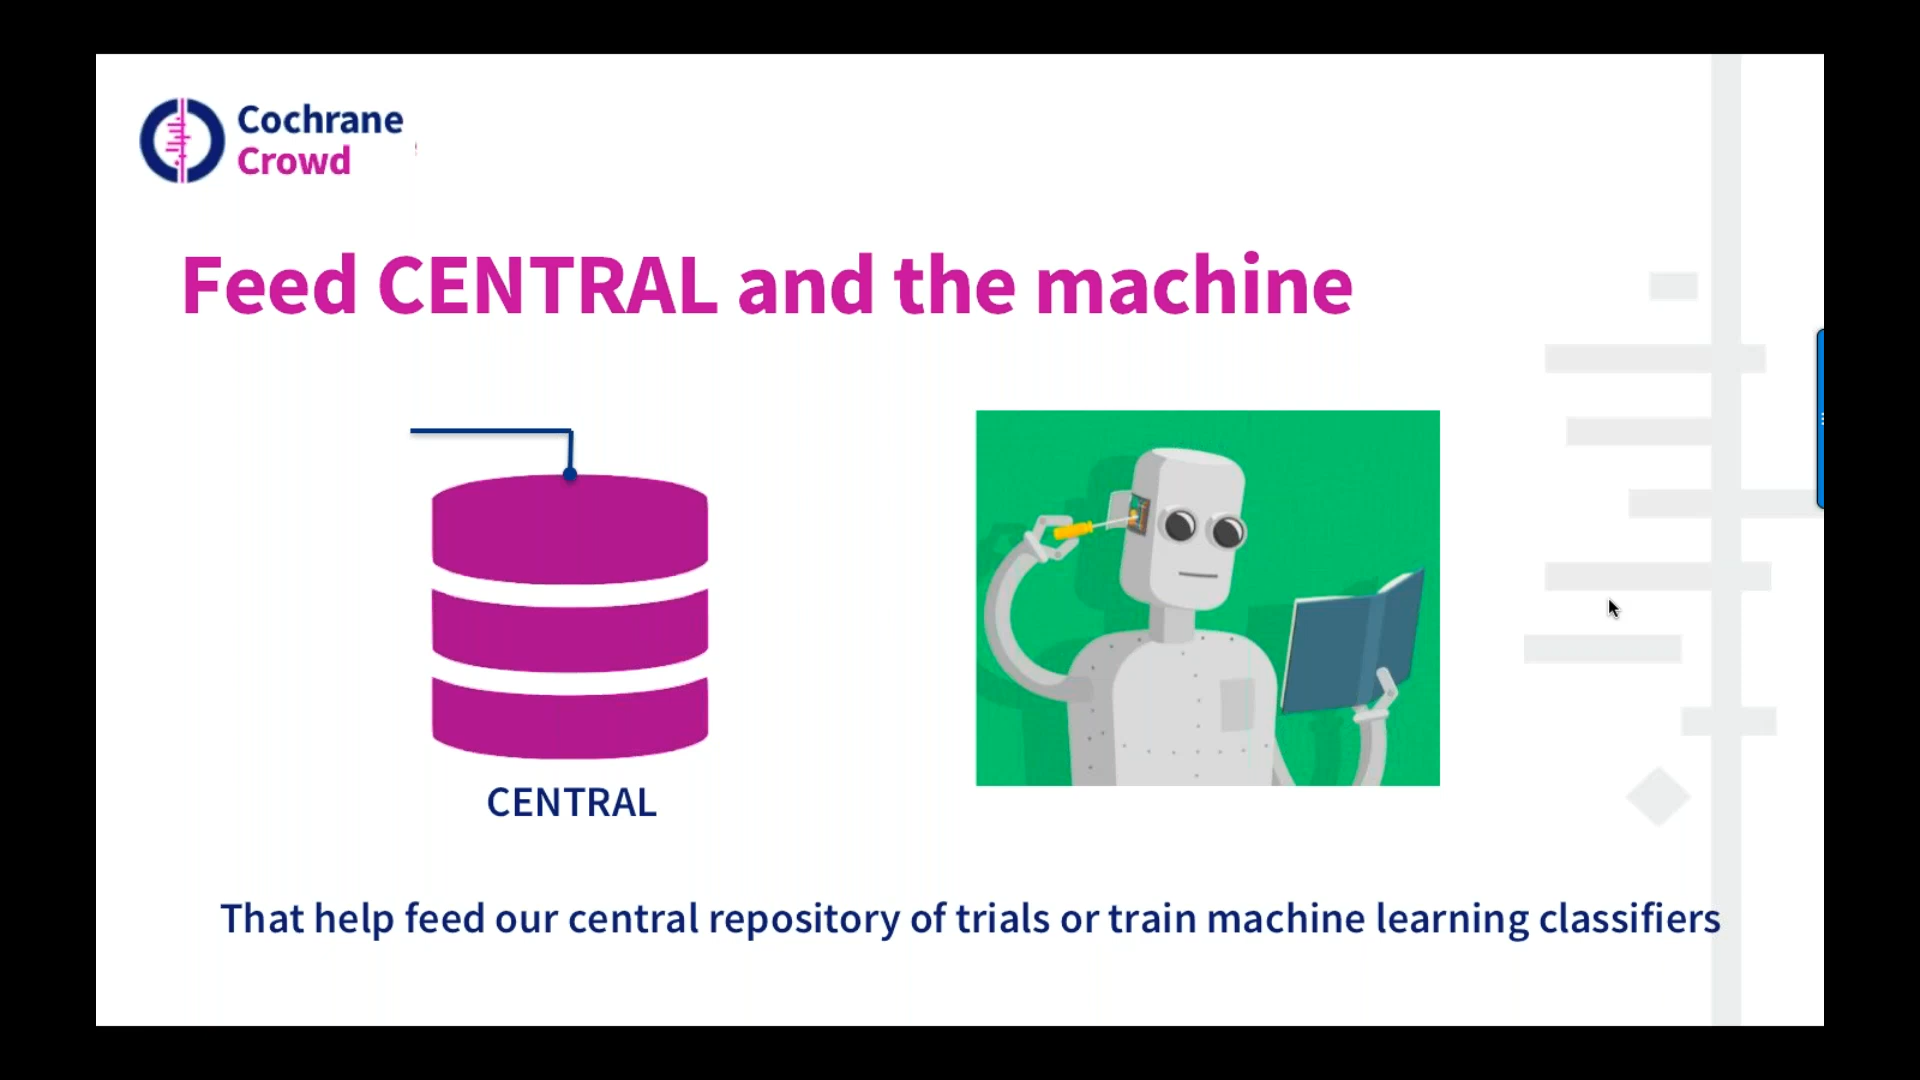 Cochrane
Crowd
Feed CENTRAL and the machine
CENTRAL
That help feed our central repository of trials or train machine learning classifiers